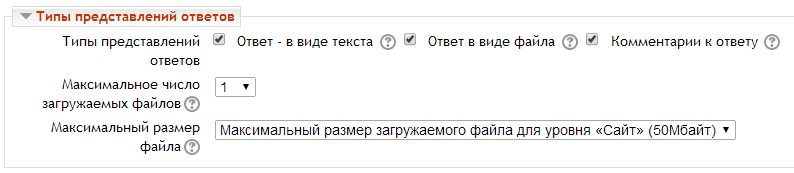 Типы представлений ответов
Типы представлений Ответ - в виде текста ? Ответ в виде файла ? Комментарии к ответу ?
ответов
Максимальное число 1
загружаемых файлов ?
Максимальный размер Максимальный размер загружаемого файла для уровня «Сайт» (50Мбайт)
файла ?